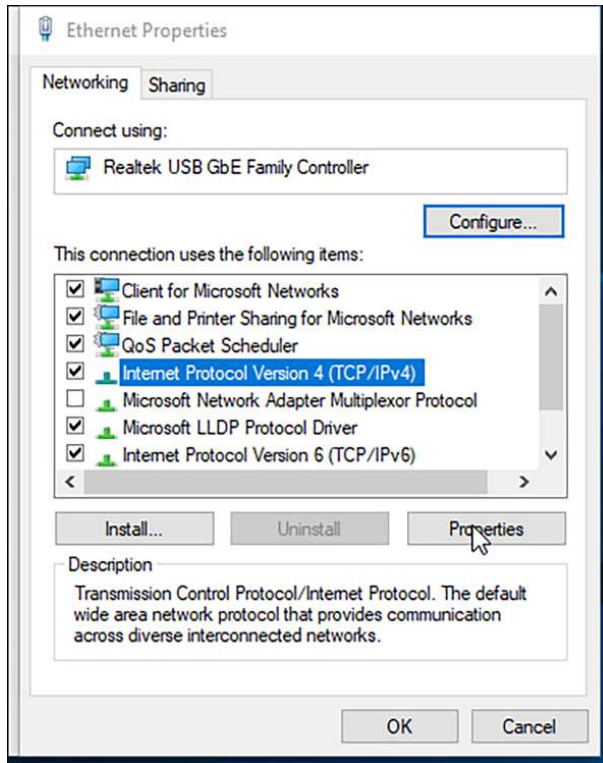 Ethernet Properties
Networking Sharing
Connect using:
Realtek USB GbE Family Controller
Configure...
This connection uses the following items:
Client for Microsoft Networks
File and Printer Sharing for Microsoft Networks
QoS Packet Scheduler
Internet Protocol Version 4 (TCP/IPv4)
Microsoft Network Adapter Multiplexor Protocol
Microsoft LLDP Protocol Driver
Internet Protocol Version 6 (TCP/IPv6)
Install... Uninstall Properties
Description
Transmission Control Protocol/Internet Protocol. The default
wide area network protocol that provides communication
across diverse interconnected networks.
OK Cancel